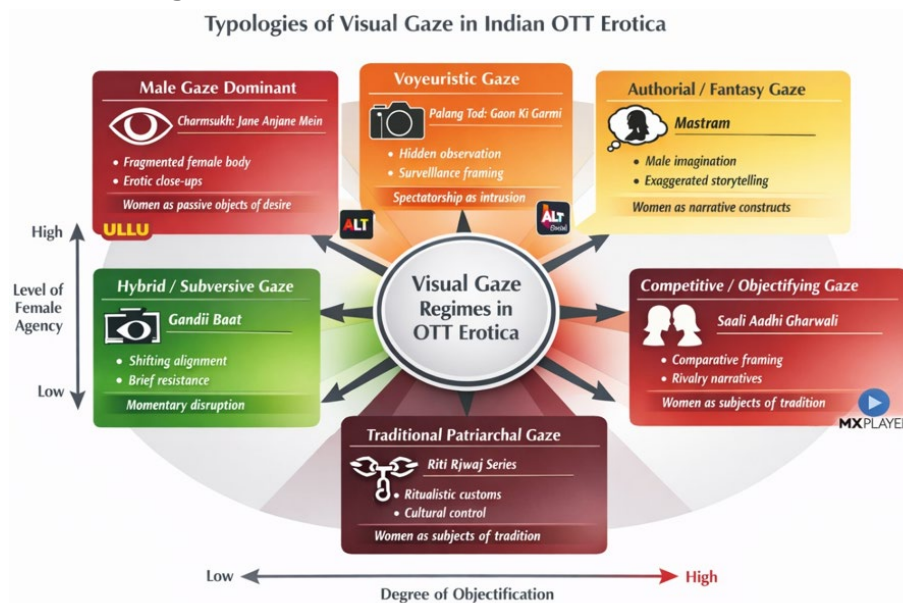 Typologies of Visual Gaze in Indian OTT Erotica
Male Gaze Dominant
Charmsukh: Jane Anjane Mein
• Fragmented female body
• Erotic close-ups
Women as passive objects of desire
ULLU
Voyeuristic Gaze
Palang Tod: Gaon Ki Garmi
• Hidden observation
• Survelllance framing
Spectatorship as intrusion
ALT
Authorial / Fantasy Gaze
Mastram
• Male imagination
• Exaggerated storytelling
Women as narrative constructs
ALT
High
Level of
Female
Agency
Low
Hybrid / Subversive Gaze
Gandii Baat
• Shifting alignment
• Brief resistance
Momentary disruption
Visual Gaze
Regimes in
OTT Erotica
Competitive / Objectifying Gaze
Saali Aadhi Gharwali
• Comparative framing
• Rivalry narratives
Women as subjects of tradition
MXPLAYER
Traditional Patriarchal Gaze
Riti Rjwaj Series
• Ritualistic customs
• Cultural control
Women as subjects of tradition
Low
High
Degree of Objectification